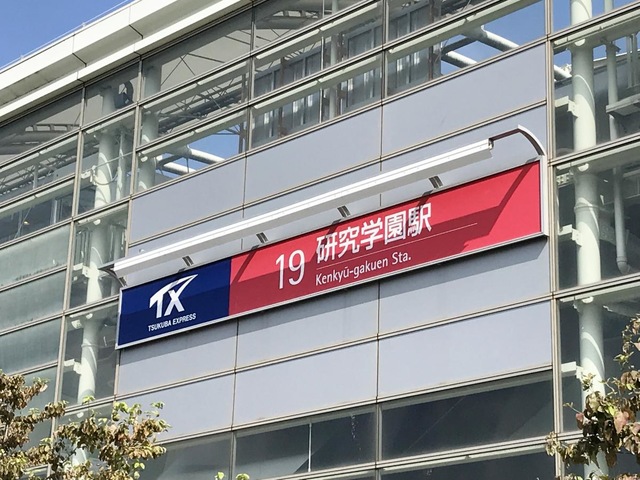 TX
TSUKUBA EXPRESS
19 研究学園駅
Kenkyū-gakuen Sta.